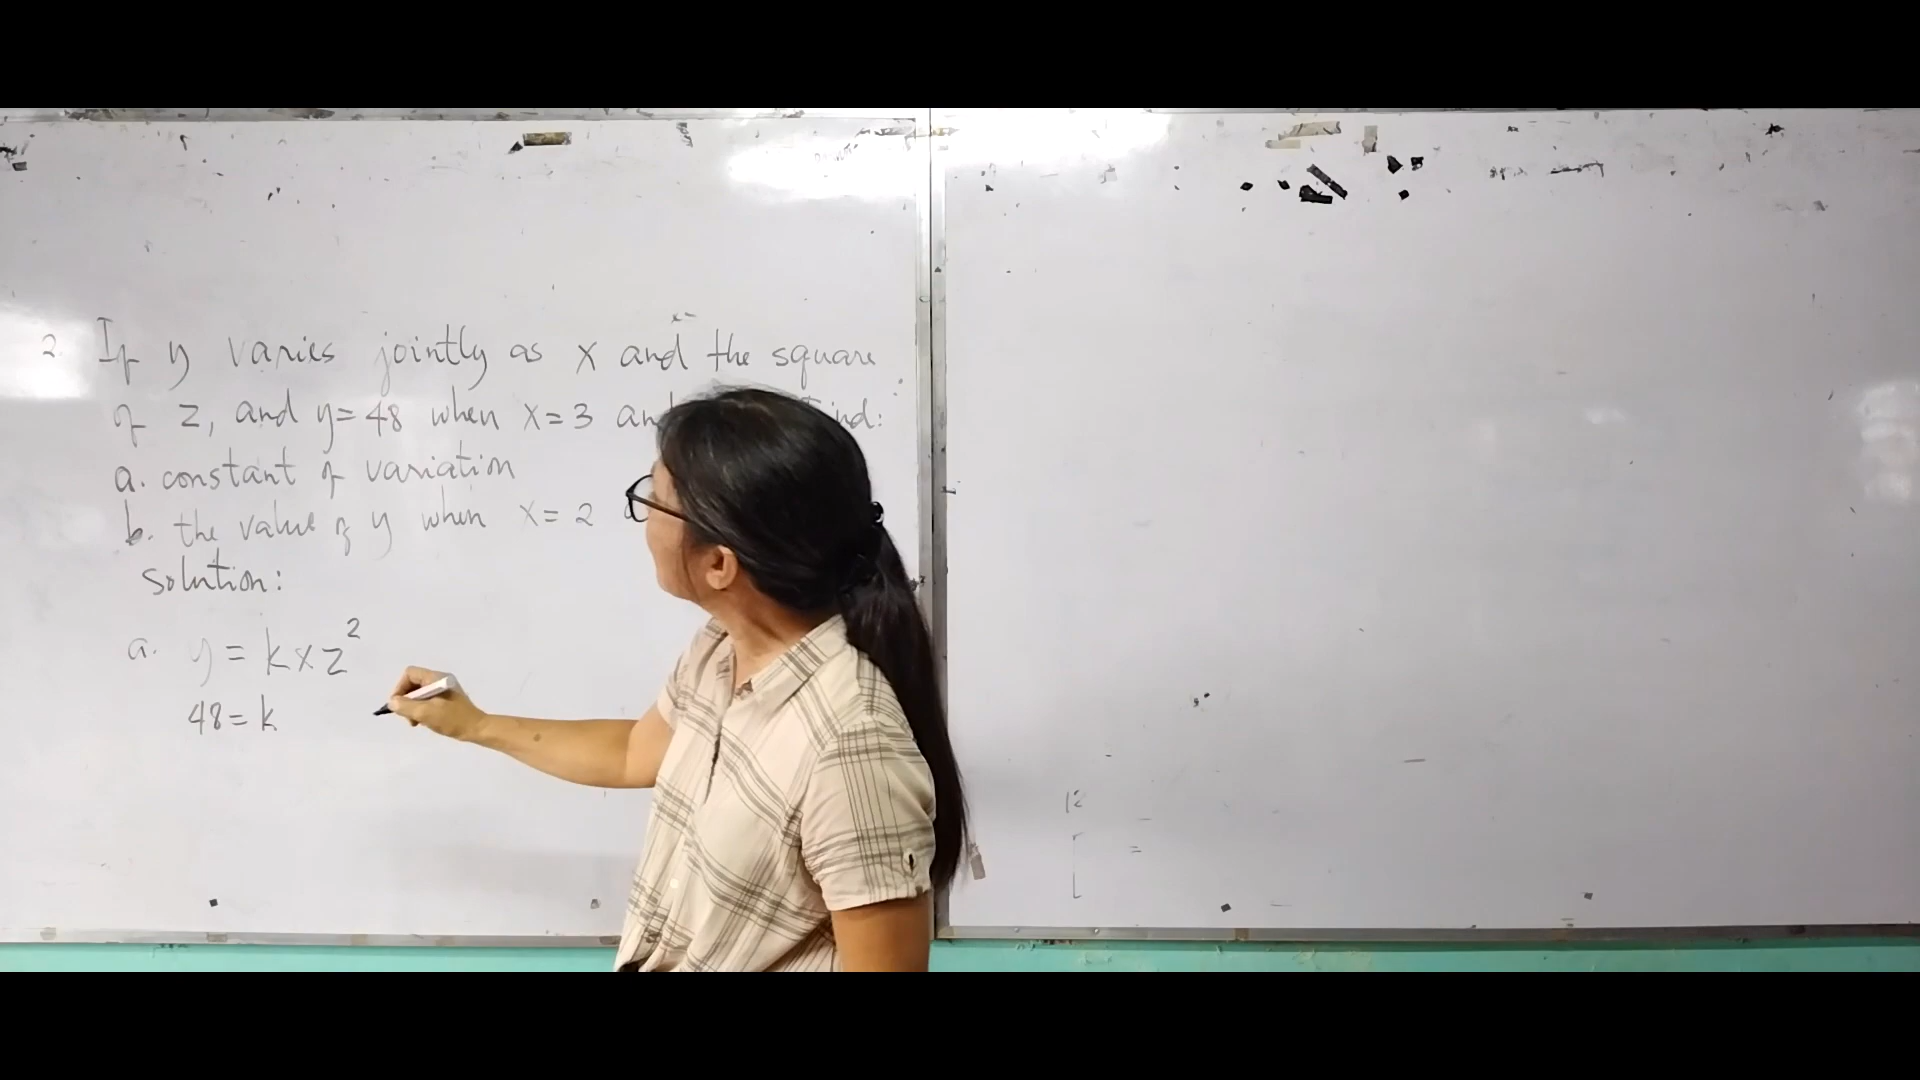 2. If y varies jointly as x and the square
of z, and y=48 when x=3
a. constant of variation
b. the value of y when x=2
solution:
a. y = kxz²
48=k
12
=